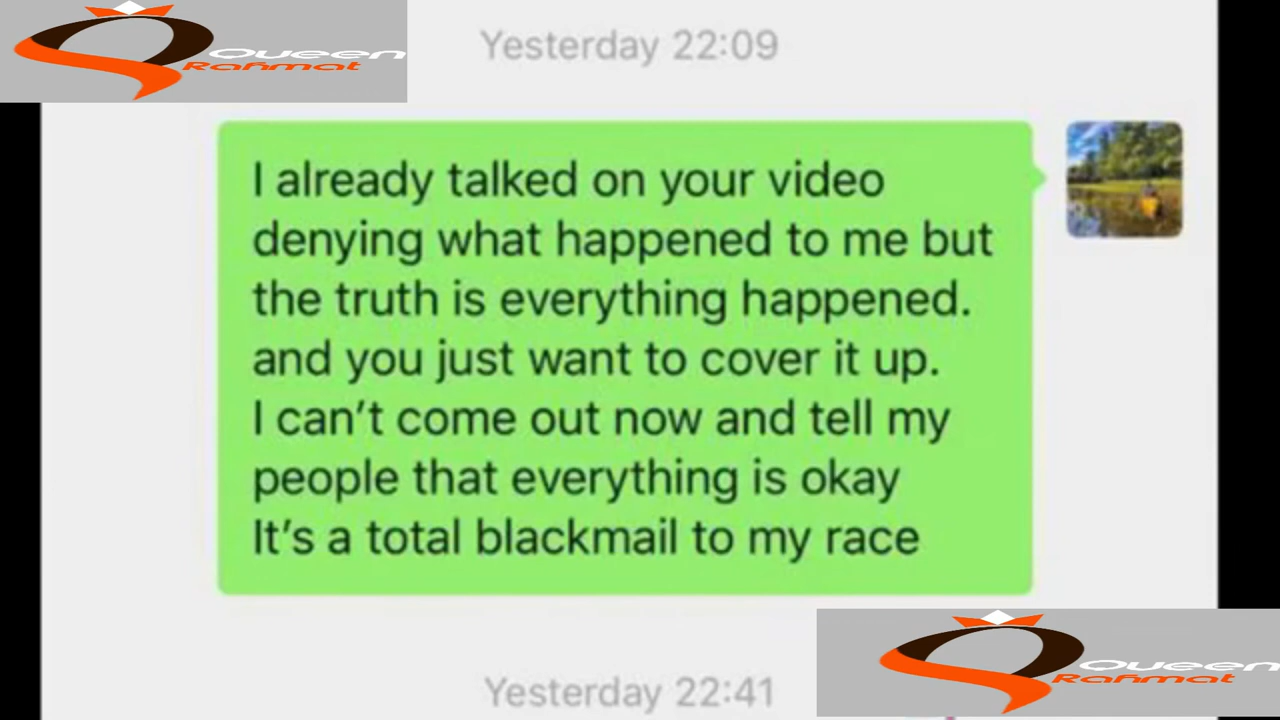 Queen
Rahmat
Yesterday 22:09
I already talked on your video
denying what happened to me but
the truth is everything happened.
and you just want to cover it up.
I can't come out now and tell my
people that everything is okay
It's a total blackmail to my race
Queen
Rahmat
Yesterday 22:41